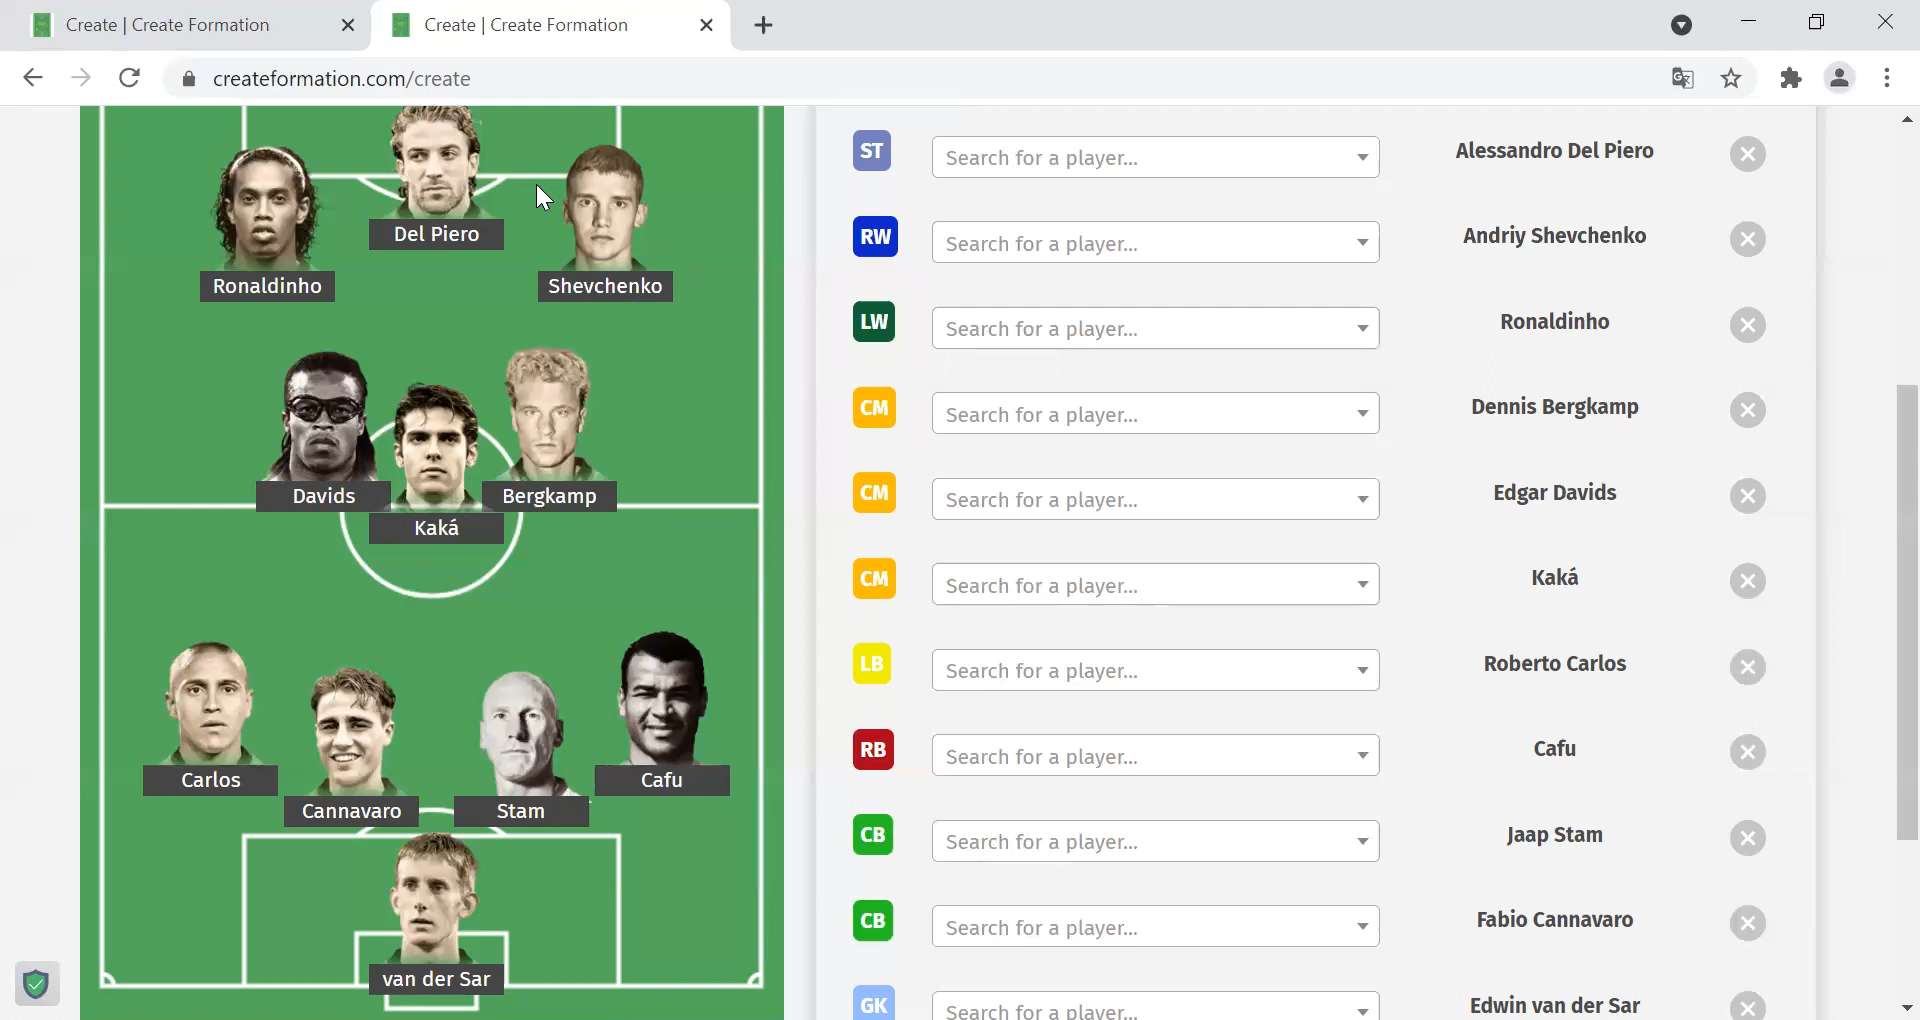 Create | Create Formation
Create | Create Formation
createformation.com/create
Del Piero
Ronaldinho
Shevchenko
Davids
Bergkamp
Kaká
Carlos
Cafu
Cannavaro
Stam
van der Sar
ST Search for a player... Alessandro Del Piero
RW Search for a player... Andriy Shevchenko
LW Search for a player... Ronaldinho
CM Search for a player... Dennis Bergkamp
CM Search for a player... Edgar Davids
CM Search for a player... Kaká
LB Search for a player... Roberto Carlos
RB Search for a player... Cafu
CB Search for a player... Jaap Stam
CB Search for a player... Fabio Cannavaro
GK Search for a player... Edwin van der Sar